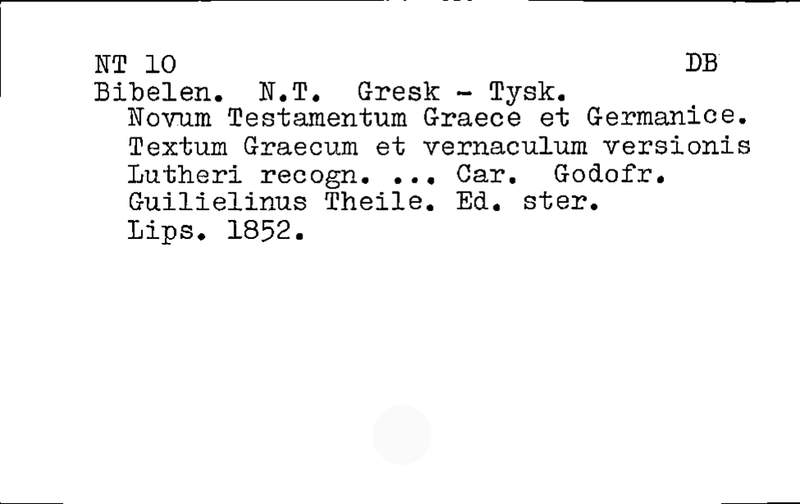 NT 10 DB
Bibelen. N.T. Gresk - Tysk.
Novum Testamentum Graece et Germanice.
Textum Graecum et vernaculum versionis
Lutheri recogn. ... Car. Godofr.
Guilielinus Theile. Ed. ster.
Lips. 1852.